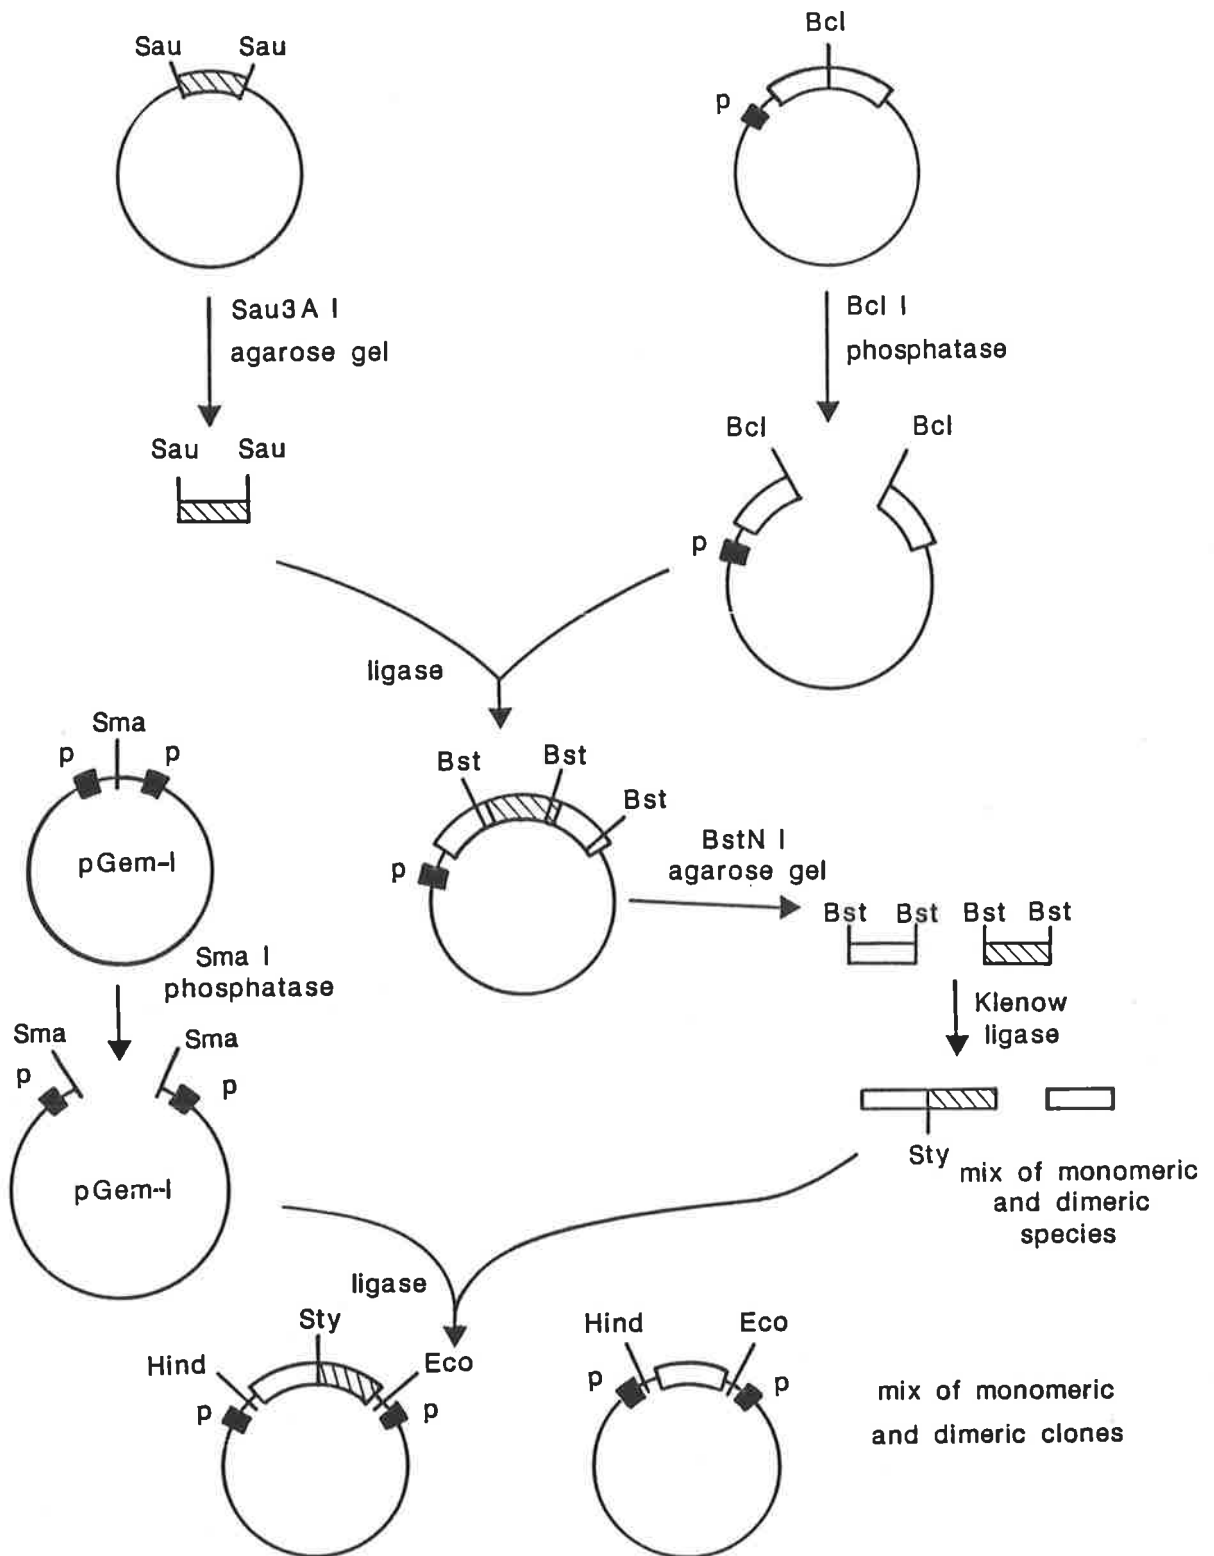 Sau Sau
Bcl
p
Sau3A I
agarose gel
Bcl I
phosphatase
Sau Sau
Bcl Bcl
p
ligase
Sma
p p
pGem-I
Bst Bst
Bst
p
BstN I
agarose gel
Bst Bst Bst Bst
Sma I
phosphatase
Klenow
ligase
Sma Sma
p p
pGem-I
Sty
mix of monomeric
and dimeric
species
ligase
Sty
Hind Eco
p p
Hind Eco
p p
mix of monomeric
and dimeric clones